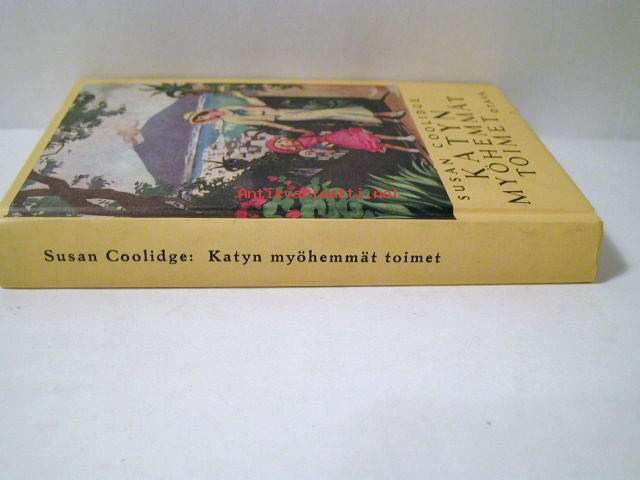 SUSAN COOLIDGE
KATYN
MYÖHEMMÄT
TOIMET
Antikvariaatti.net
Susan Coolidge: Katyn myöhemmät toimet